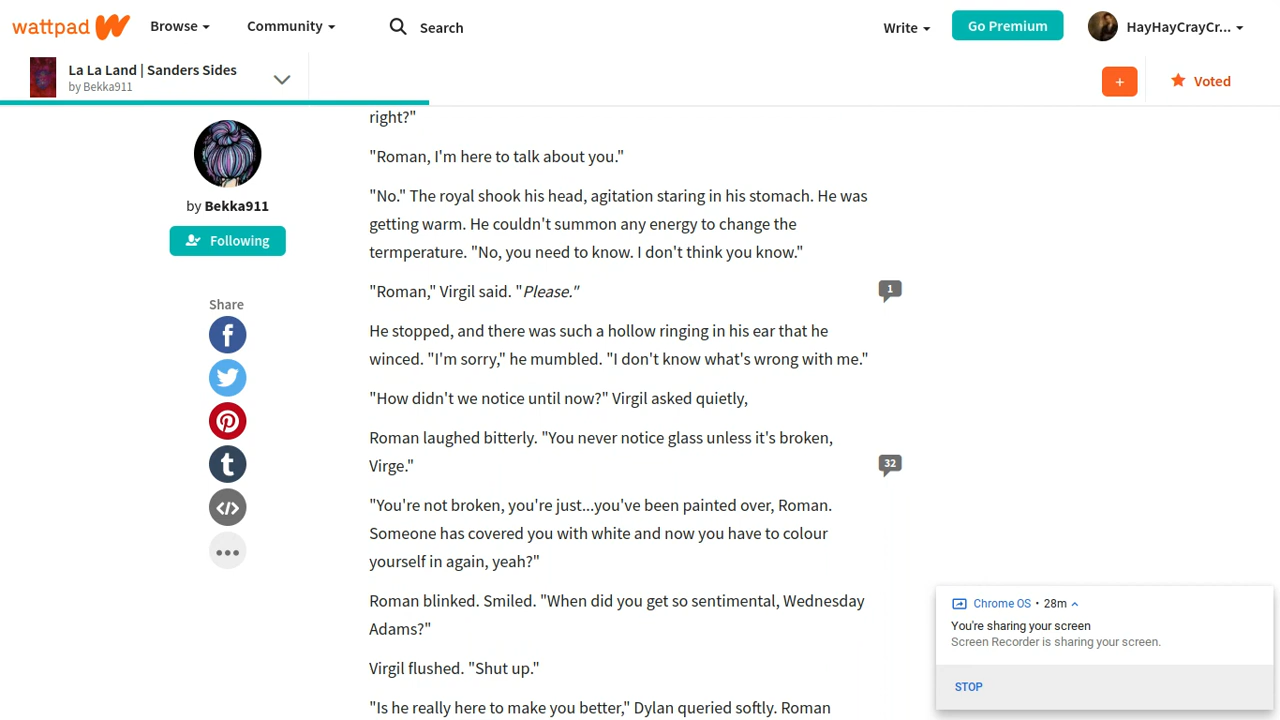 wattpad
Browse
Community
Search
Write
Go Premium
HayHayCrayCr...
La La Land | Sanders Sides
by Bekka911
+
Voted
by Bekka911
Following
Share
right?"
"Roman, I'm here to talk about you."
"No." The royal shook his head, agitation staring in his stomach. He was
getting warm. He couldn't summon any energy to change the
termperature. "No, you need to know. I don't think you know."
"Roman," Virgil said. "Please."
1
He stopped, and there was such a hollow ringing in his ear that he
winced. "I'm sorry," he mumbled. "I don't know what's wrong with me."
"How didn't we notice until now?" Virgil asked quietly,
Roman laughed bitterly. "You never notice glass unless it's broken,
Virge."
32
"You're not broken, you're just...you've been painted over, Roman.
Someone has covered you with white and now you have to colour
yourself in again, yeah?"
Roman blinked. Smiled. "When did you get so sentimental, Wednesday
Adams?"
Virgil flushed. "Shut up."
"Is he really here to make you better," Dylan queried softly. Roman
Chrome OS • 28m
You're sharing your screen
Screen Recorder is sharing your screen.
STOP